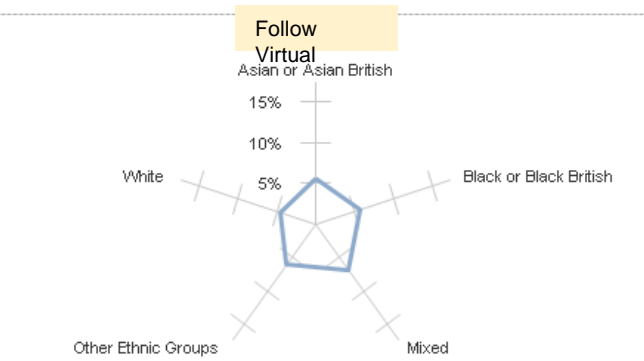 Follow
Virtual
Asian or Asian British
15%
10%
5%
White
Black or Black British
Other Ethnic Groups
Mixed